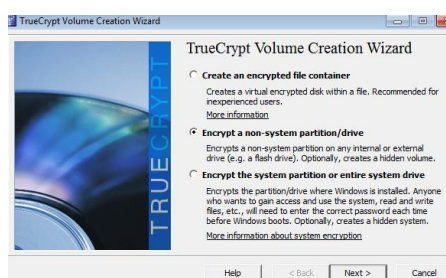 TrueCrypt Volume Creation Wizard
TRUECRYPT
TrueCrypt Volume Creation Wizard
Create an encrypted file container
Creates a virtual encrypted disk within a file. Recommended for
inexperienced users.
More information
Encrypt a non-system partition/drive
Encrypts a non-system partition on any internal or external
drive (e.g. a flash drive). Optionally, creates a hidden volume.
Encrypt the system partition or entire system drive
Encrypts the partition/drive where Windows is installed. Anyone
who wants to gain access and use the system, read and write
files, etc., will need to enter the correct password each time
before Windows boots. Optionally, creates a hidden system.
More information about system encryption
Help
< Back
Next >
Cancel